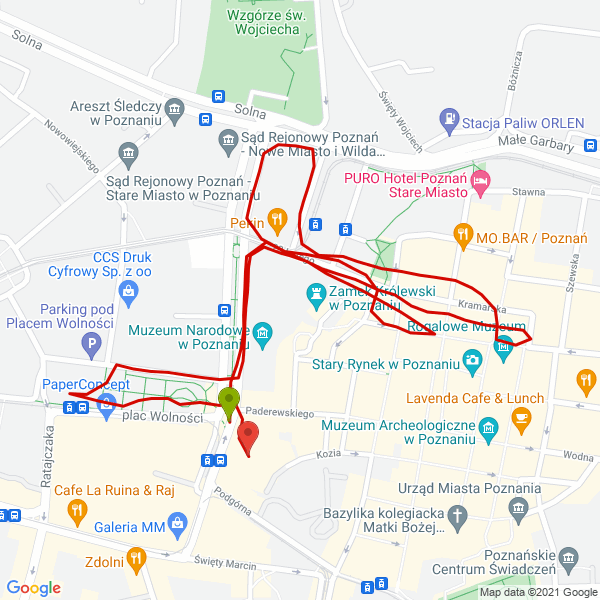 Wzgórze św.
Wojciecha
Solna
Solna
Bóźnicza
Areszt Śledczy
w Poznaniu
Święty Wojciech
Stacja Paliw ORLEN
Nowowiejskiego
Sąd Rejonowy Poznań
- Nowe Miasto i Wilda...
Małe Garbary
Sąd Rejonowy Poznań -
Stare Miasto w Poznaniu
PURO Hotel Poznań
Stare Miasto
Stawna
Pekin
MO.BAR / Poznań
CCS Druk
Cyfrowy Sp. z oo
Szewska
Zamek Królewski
w Poznaniu
Kramarska
Parking pod
Placem Wolności
Muzeum Narodowe
w Poznaniu
Rogalowe Muzeum
Stary Rynek w Poznaniu
PaperConcept
Lavenda Cafe & Lunch
plac Wolności
Paderewskiego
Muzeum Archeologiczne
w Poznaniu
Ratajczaka
Kozia
Wodna
Cafe La Ruina & Raj
Podgórna
Urząd Miasta Poznania
Galeria MM
Bazylika kolegiacka
Matki Bożej...
Zdolni
Święty Marcin
Poznańskie
Centrum Świadczeń
Google
Map data ©2021 Google